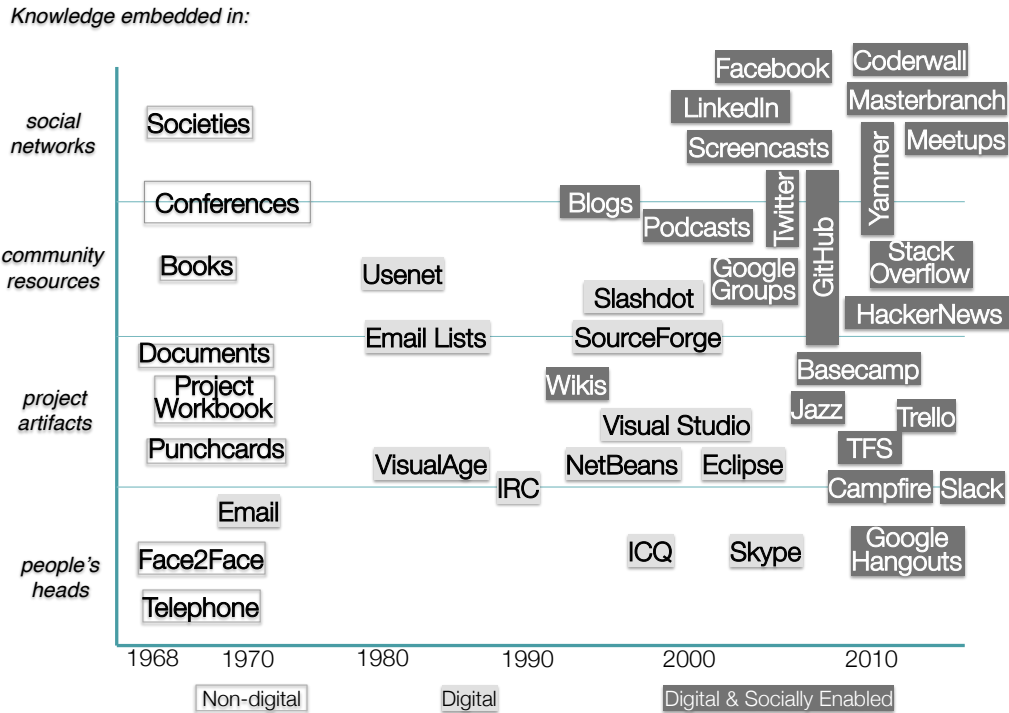 Knowledge embedded in:
social
networks
community
resources
project
artifacts
people's
heads
Facebook
Coderwall
LinkedIn
Masterbranch
Societies
Screencasts
Yammer
Meetups
Conferences
Blogs
Podcasts
Twitter
GitHub
Books
Usenet
Google
Groups
Stack
Overflow
Slashdot
HackerNews
Email Lists
SourceForge
Documents
Project
Workbook
Wikis
Basecamp
Jazz
Trello
Visual Studio
TFS
Punchcards
VisualAge
NetBeans
Eclipse
IRC
Campfire
Slack
Email
Face2Face
ICQ
Skype
Google
Hangouts
Telephone
1968
1970
1980
1990
2000
2010
Non-digital
Digital
Digital & Socially Enabled